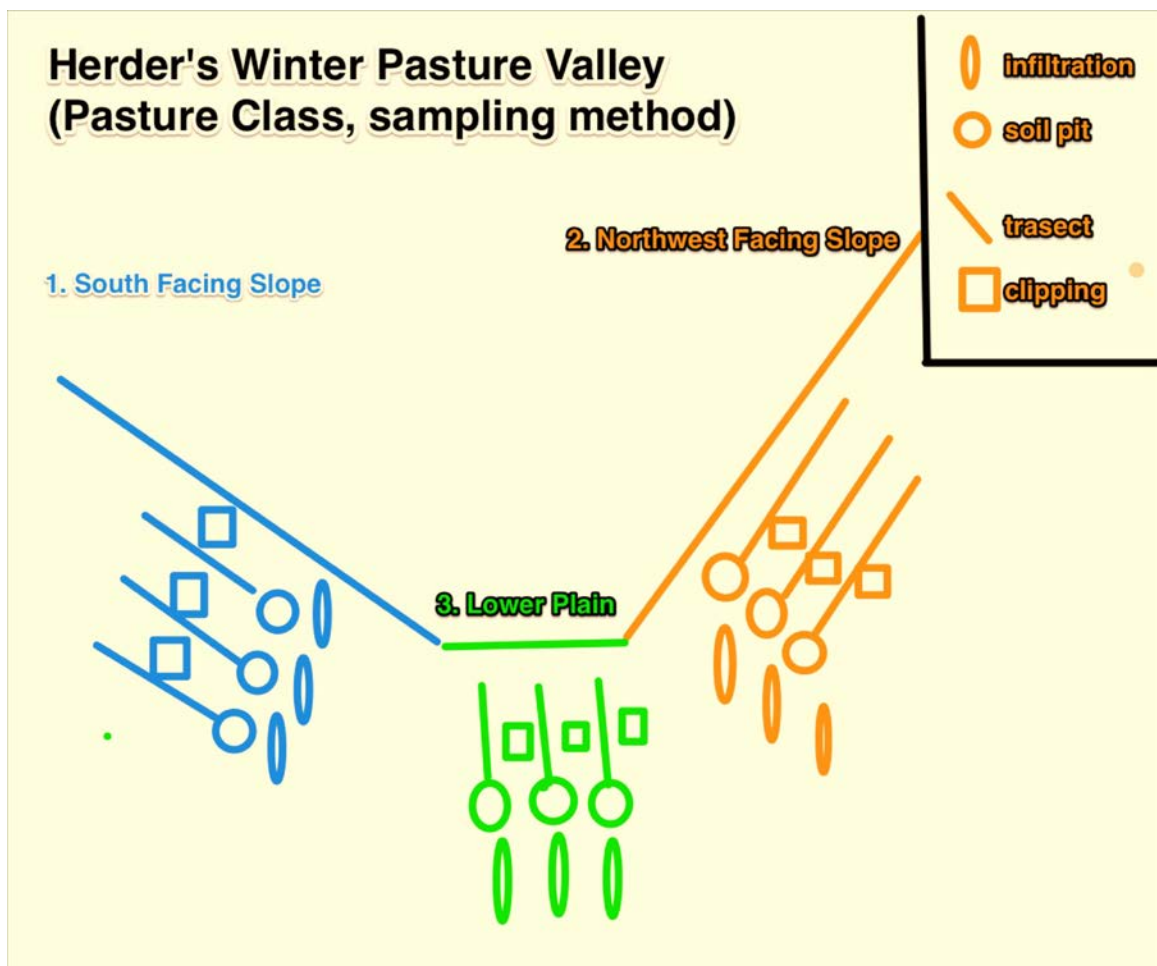 Herder's Winter Pasture Valley
(Pasture Class, sampling method)
infiltration
soil pit
trasect
clipping
2. Northwest Facing Slope
1. South Facing Slope
3. Lower Plain